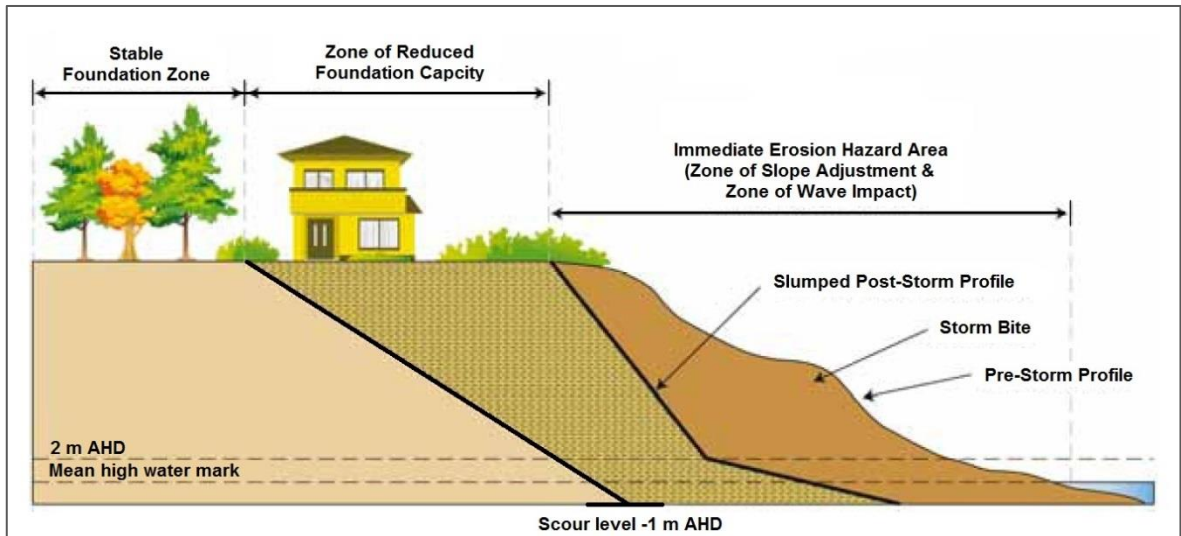 Stable
Foundation Zone
Zone of Reduced
Foundation Capcity
Immediate Erosion Hazard Area
(Zone of Slope Adjustment &
Zone of Wave Impact)
Slumped Post-Storm Profile
Storm Bite
Pre-Storm Profile
2 m AHD
Mean high water mark
Scour level -1 m AHD